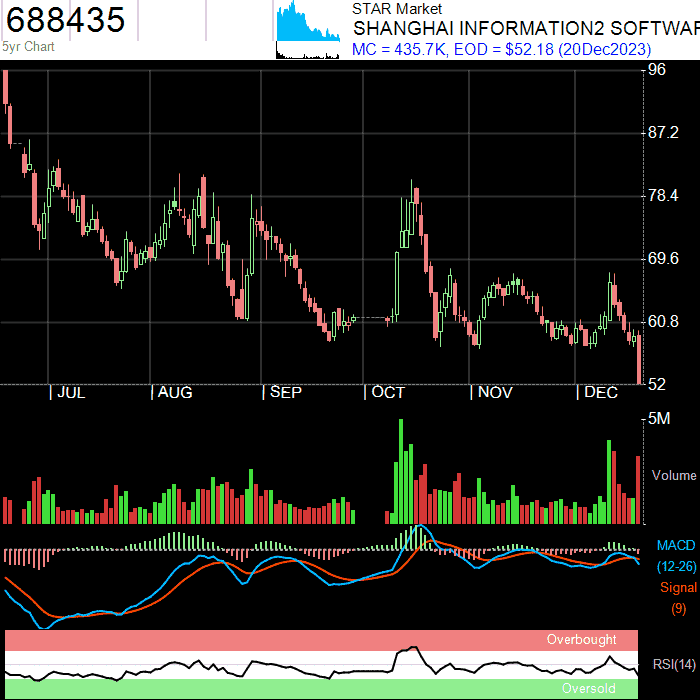 688435
5yr Chart
STAR Market
SHANGHAI INFORMATION2 SOFTWAR
MC = 435.7K, EOD = $52.18 (20Dec2023)
96
87.2
78.4
69.6
60.8
52
JUL
AUG
SEP
OCT
NOV
DEC
5M
Volume
MACD
(12-26)
Signal
(9)
Overbought
RSI(14)
Oversold